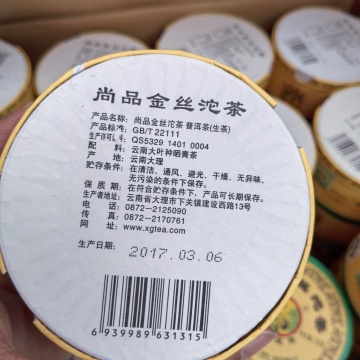 尚品金丝沱茶
产品名称：尚品金丝沱茶 普洱茶(生茶)
产品标准：GB/T 22111
QS5329 1401 0004
配 料：云南大叶种晒青茶
产 地：云南大理
贮存条件：在清洁、通风、避光、干燥、无异味、
无污染的条件下保存。
保 质 期：在符合贮存条件下，产品可长期保存。
生产者地址：云南省大理市下关镇建设西路13号
电 话：0872-2125090
传 真：0872-2170761
网 址：www.xgtea.com
生产日期：2017.03.06
6 939989 631315